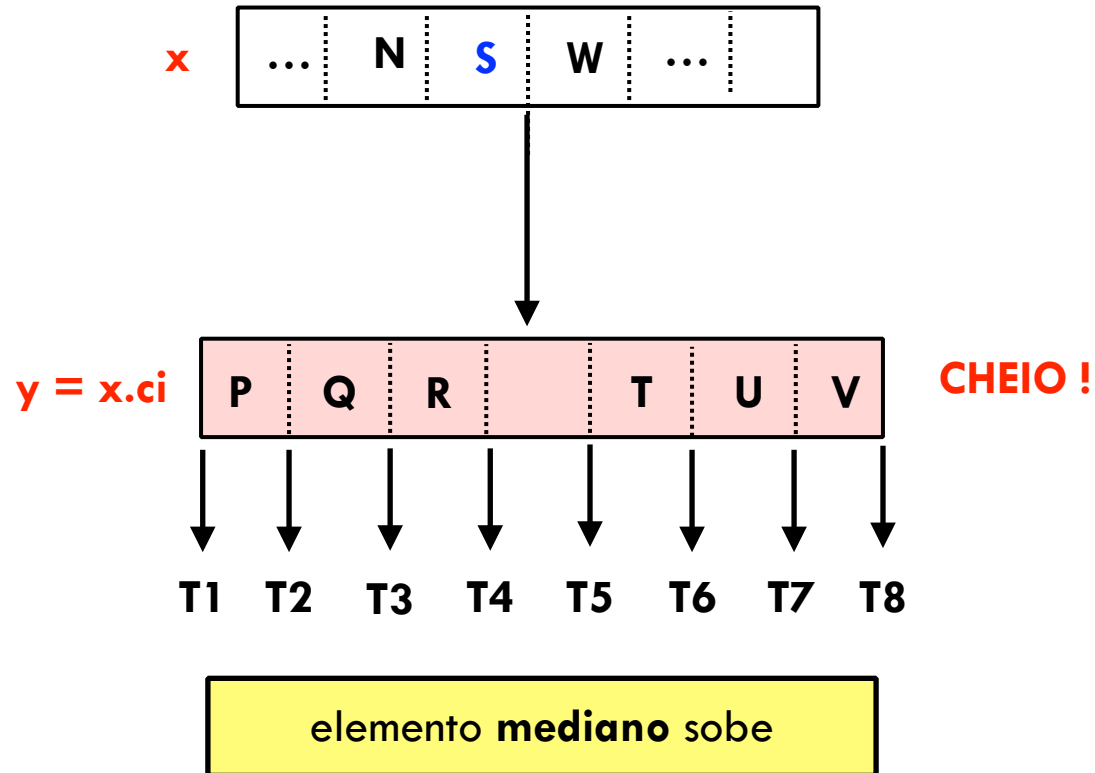 x ... N S W ...
y = x.ci P Q R T U V CHEIO !
T1 T2 T3 T4 T5 T6 T7 T8
elemento mediano sobe